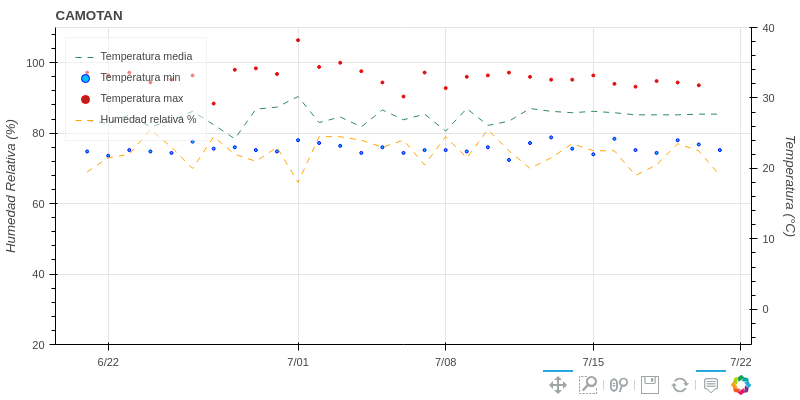 CAMOTAN
Temperatura media
Temperatura min
Temperatura max
Humedad relativa %
100
80
60
40
20
Humedad Relativa (%)
40
30
20
10
0
Temperatura (°C)
6/22
7/01
7/08
7/15
7/22